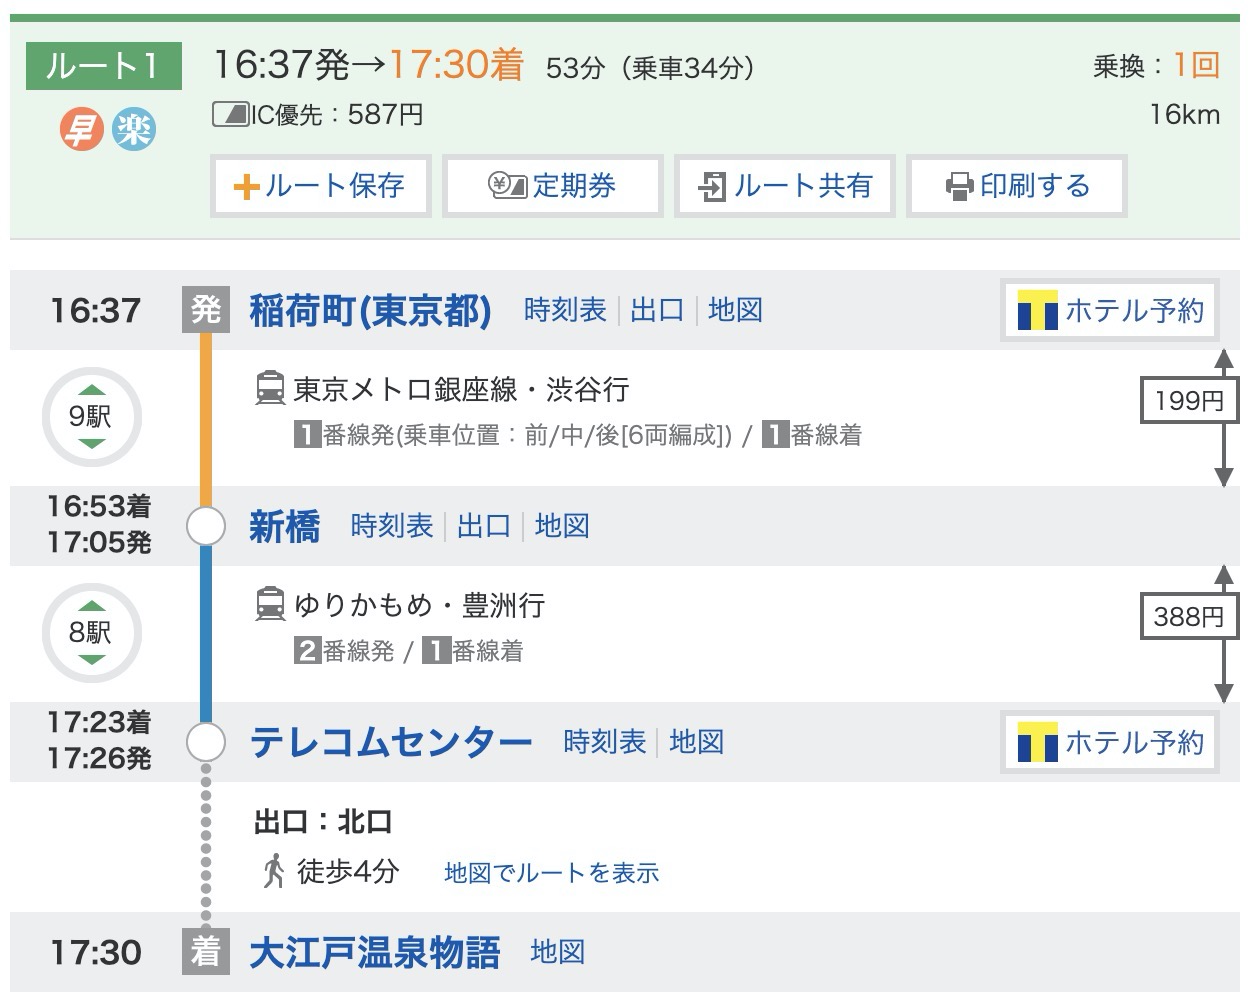 ルート1
16:37発→17:30着 53分（乗車34分）
乗換：1回
早 楽
IC優先：587円
16km
ルート保存
定期券
ルート共有
印刷する
16:37 発 稲荷町(東京都) 時刻表 出口 地図
ホテル予約
9駅
東京メトロ銀座線・渋谷行
199円
1番線発(乗車位置：前/中/後[6両編成]) / 1番線着
16:53着
17:05発
新橋 時刻表 出口 地図
8駅
ゆりかもめ・豊洲行
388円
2番線発 / 1番線着
17:23着
17:26発
テレコムセンター 時刻表 地図
ホテル予約
出口：北口
徒歩4分 地図でルートを表示
17:30 着 大江戸温泉物語 地図